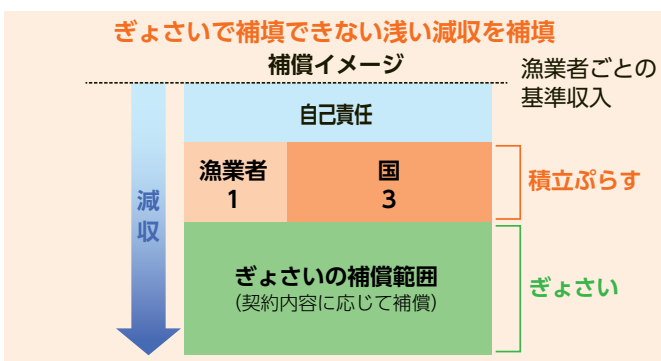 ぎょさいで補填できない浅い減収を補填
補償イメージ
漁業者ごとの
基準収入
自己責任
漁業者
1
国
3
積立ぷらす
減
収
ぎょさいの補償範囲
(契約内容に応じて補償)
ぎょさい